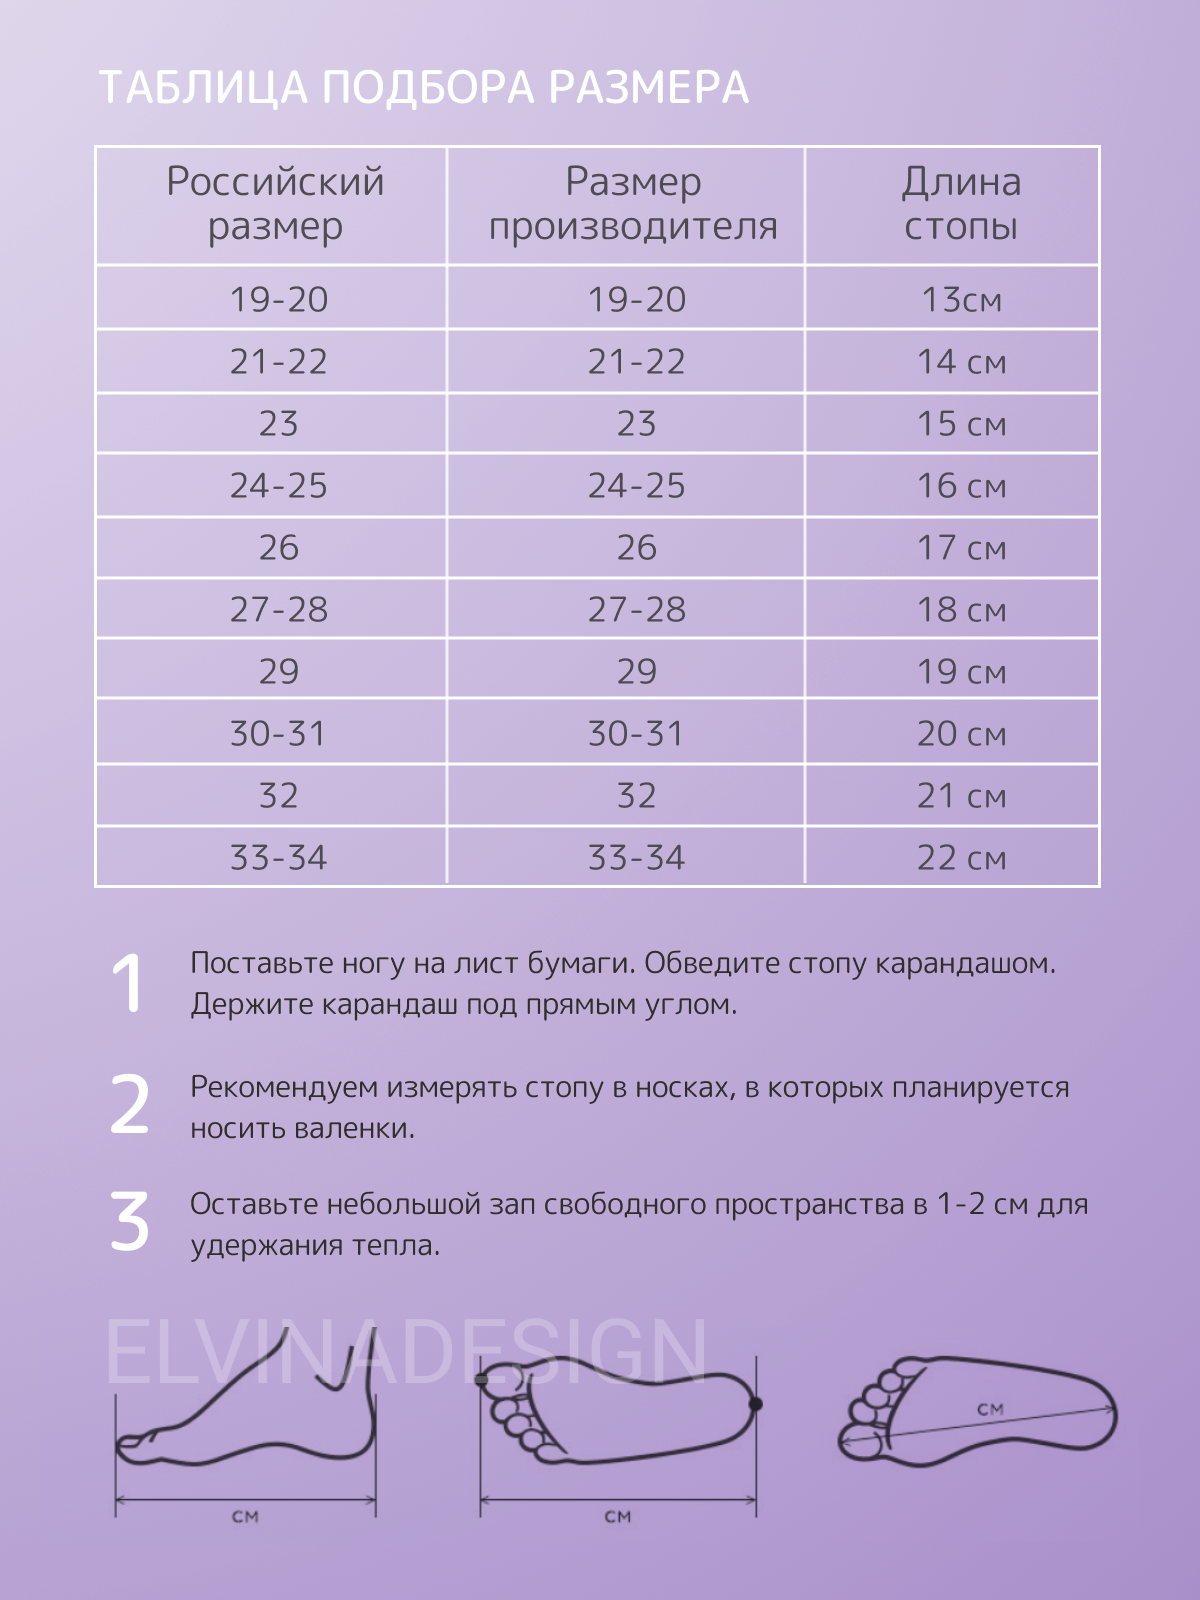 ТАБЛИЦА ПОДБОРА РАЗМЕРА
Российский размер Размер производителя Длина стопы
19-20 19-20 13см
21-22 21-22 14 см
23 23 15 см
24-25 24-25 16 см
26 26 17 см
27-28 27-28 18 см
29 29 19 см
30-31 30-31 20 см
32 32 21 см
33-34 33-34 22 см
1 Поставьте ногу на лист бумаги. Обведите стопу карандашом.
Держите карандаш под прямым углом.
2 Рекомендуем измерять стопу в носках, в которых планируется
носить валенки.
3 Оставьте небольшой зап свободного пространства в 1-2 см для
удержания тепла.
ELVINADESIGN
см
см
см